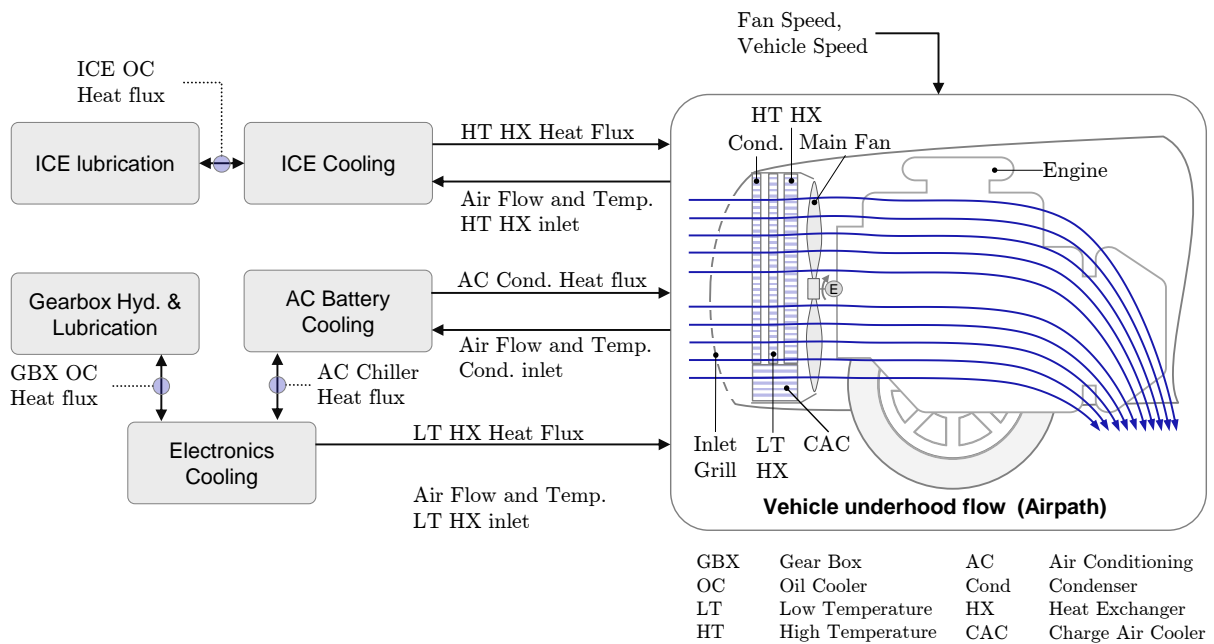 Fan Speed,
Vehicle Speed
ICE OC
Heat flux
ICE lubrication
ICE Cooling
HT HX Heat Flux
Air Flow and Temp.
HT HX inlet
Gearbox Hyd. &
Lubrication
AC Battery
Cooling
AC Cond. Heat flux
Air Flow and Temp.
Cond. inlet
GBX OC
Heat flux
AC Chiller
Heat flux
Electronics
Cooling
LT HX Heat Flux
Air Flow and Temp.
LT HX inlet
HT HX
Cond.
Main Fan
Engine
E
Inlet
Grill
LT
HX
CAC
Vehicle underhood flow (Airpath)
GBX Gear Box AC Air Conditioning
OC Oil Cooler Cond Condenser
LT Low Temperature HX Heat Exchanger
HT High Temperature CAC Charge Air Cooler